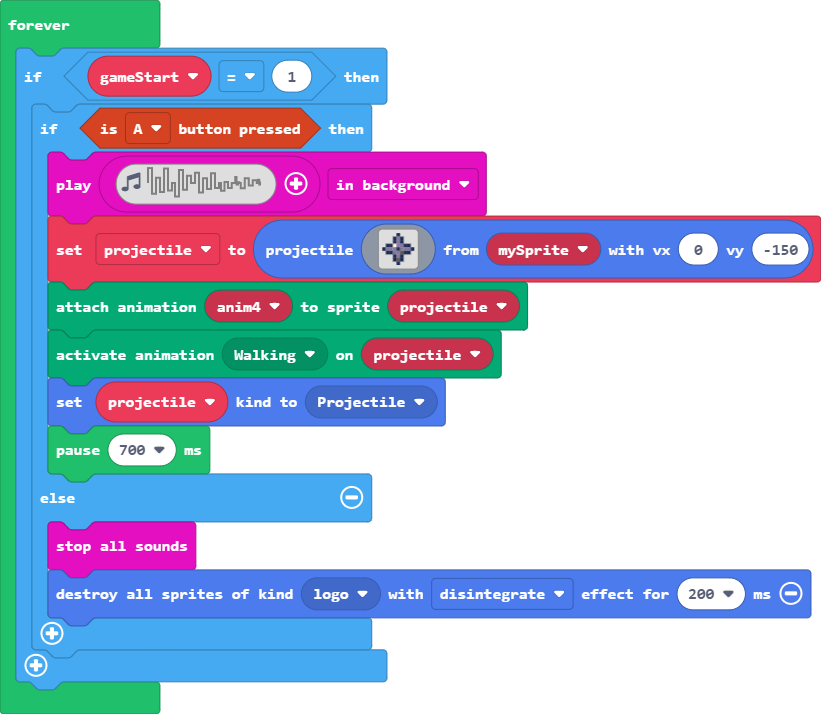 forever
if gameStart = 1 then
if is A button pressed then
play in background
set projectile to projectile from mySprite with vx 0 vy -150
attach animation anim4 to sprite projectile
activate animation Walking on projectile
set projectile kind to Projectile
pause 700 ms
else
stop all sounds
destroy all sprites of kind logo with disintegrate effect for 200 ms